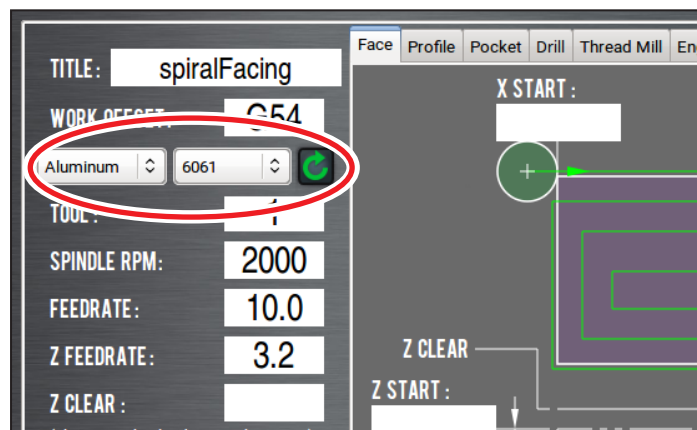 Face Profile Pocket Drill Thread Mill En
TITLE: spiralFacing
X START :
WORK OFFSET: G54
Aluminum 6061
TOOL : 1
SPINDLE RPM: 2000
FEEDRATE: 10.0
Z FEEDRATE: 3.2
Z CLEAR
Z START :
Z CLEAR :